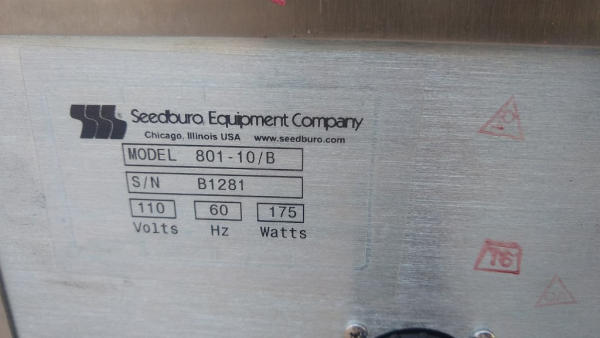 Seedburo Equipment Company
Chicago, Illinois USA www.seedburo.com
MODEL 801-10/B
S/N B1281
110 60 175
Volts Hz Watts